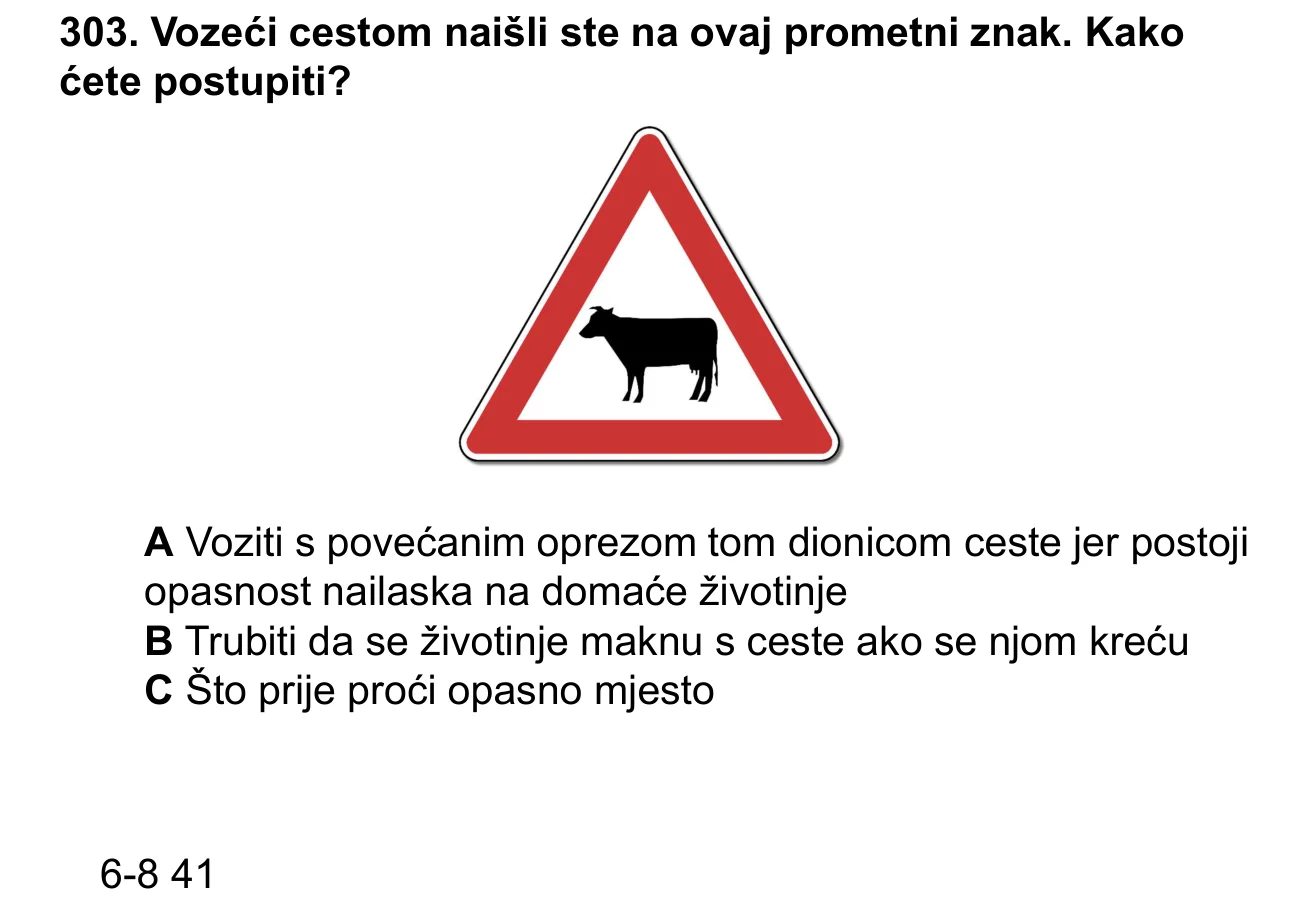 303. Vozeći cestom naišli ste na ovaj prometni znak. Kako
ćete postupiti?
A Voziti s povećanim oprezom tom dionicom ceste jer postoji
opasnost nailaska na domaće životinje
B Trubiti da se životinje maknu s ceste ako se njom kreću
C Što prije proći opasno mjesto
6-8 41